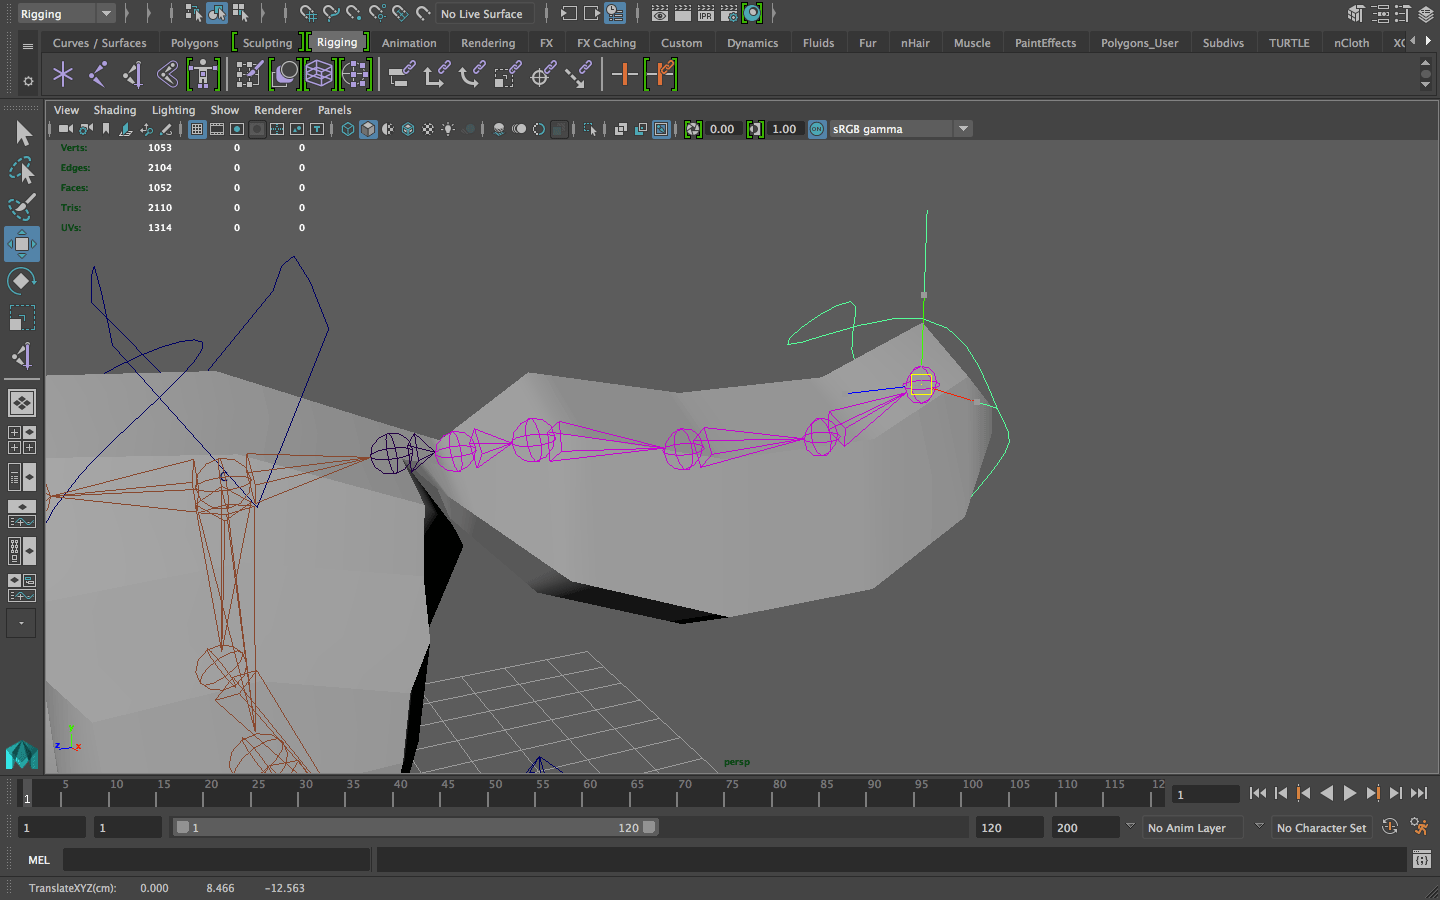 Rigging
No Live Surface
IPR
Curves / Surfaces Polygons Sculpting Rigging Animation Rendering FX FX Caching Custom Dynamics Fluids Fur nHair Muscle PaintEffects Polygons_User Subdivs TURTLE nCloth
View Shading Lighting Show Renderer Panels
0.00 1.00 ON sRGB gamma
Verts: 1053 0 0
Edges: 2104 0 0
Faces: 1052 0 0
Tris: 2110 0 0
UVs: 1314 0 0
z x
persp
5 10 15 20 25 30 35 40 45 50 55 60 65 70 75 80 85 90 95 100 105 110 115 12
1 1
1 1 1 120 120 200 No Anim Layer No Character Set
MEL
TranslateXYZ(cm): 0.000 8.466 -12.563